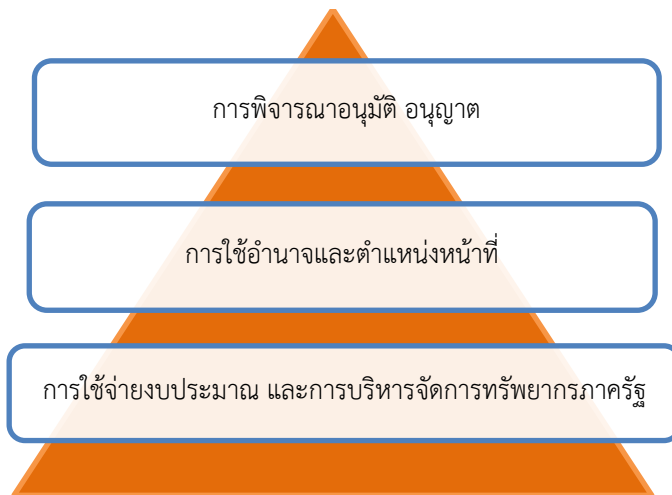 การพิจารณาอนุมัติ อนุญาต
การใช้อำนาจและตำแหน่งหน้าที่
การใช้จ่ายงบประมาณ และการบริหารจัดการทรัพยากรภาครัฐ